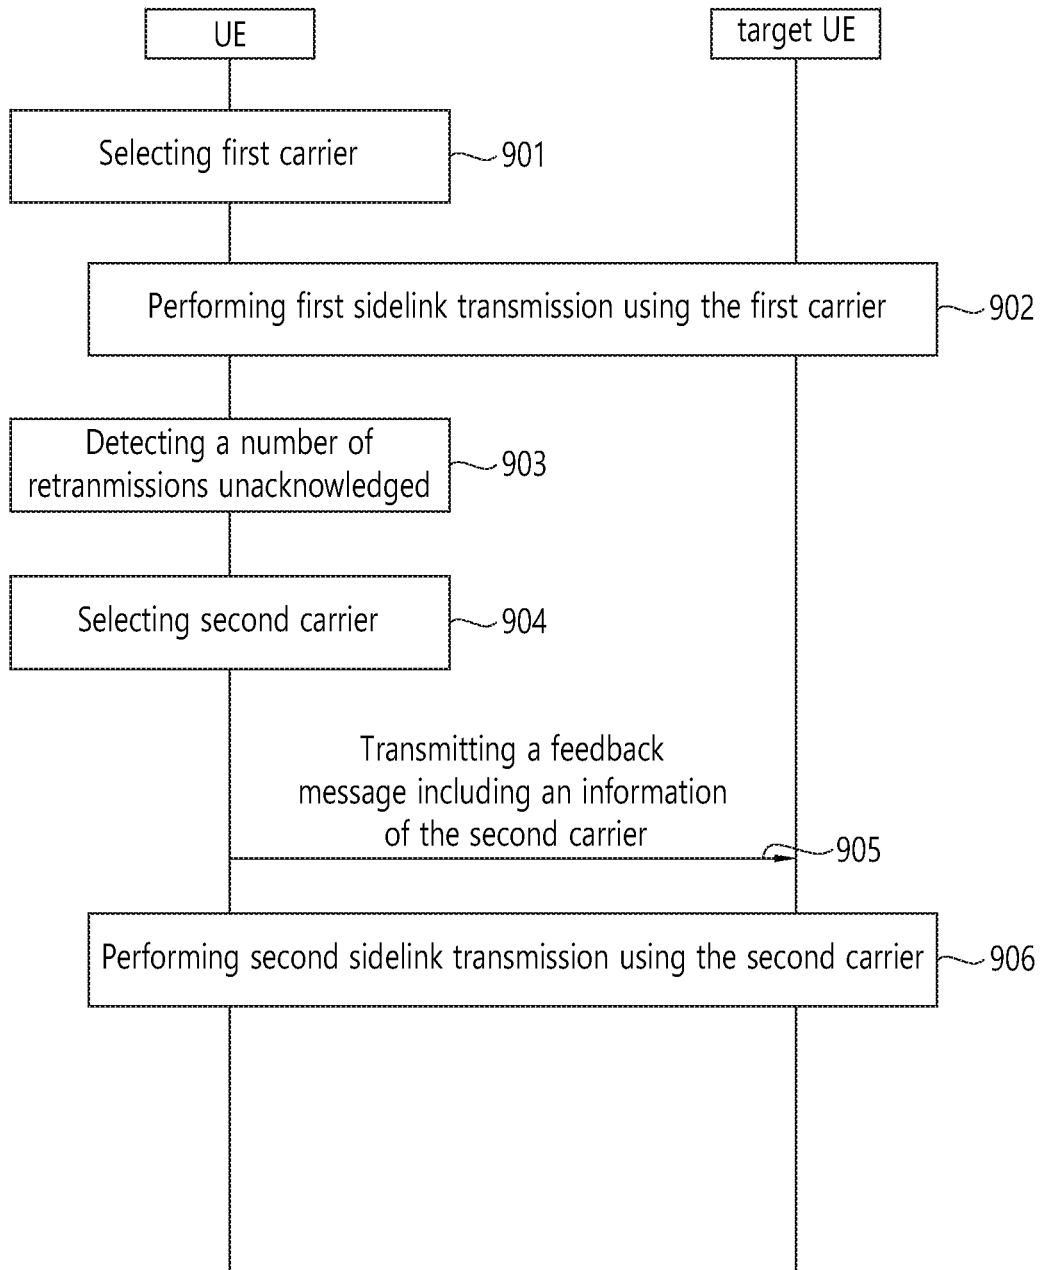 UE
target UE
Selecting first carrier
901
Performing first sidelink transmission using the first carrier
902
Detecting a number of
retranmissions unacknowledged
903
Selecting second carrier
904
Transmitting a feedback
message including an information
of the second carrier
905
Performing second sidelink transmission using the second carrier
906